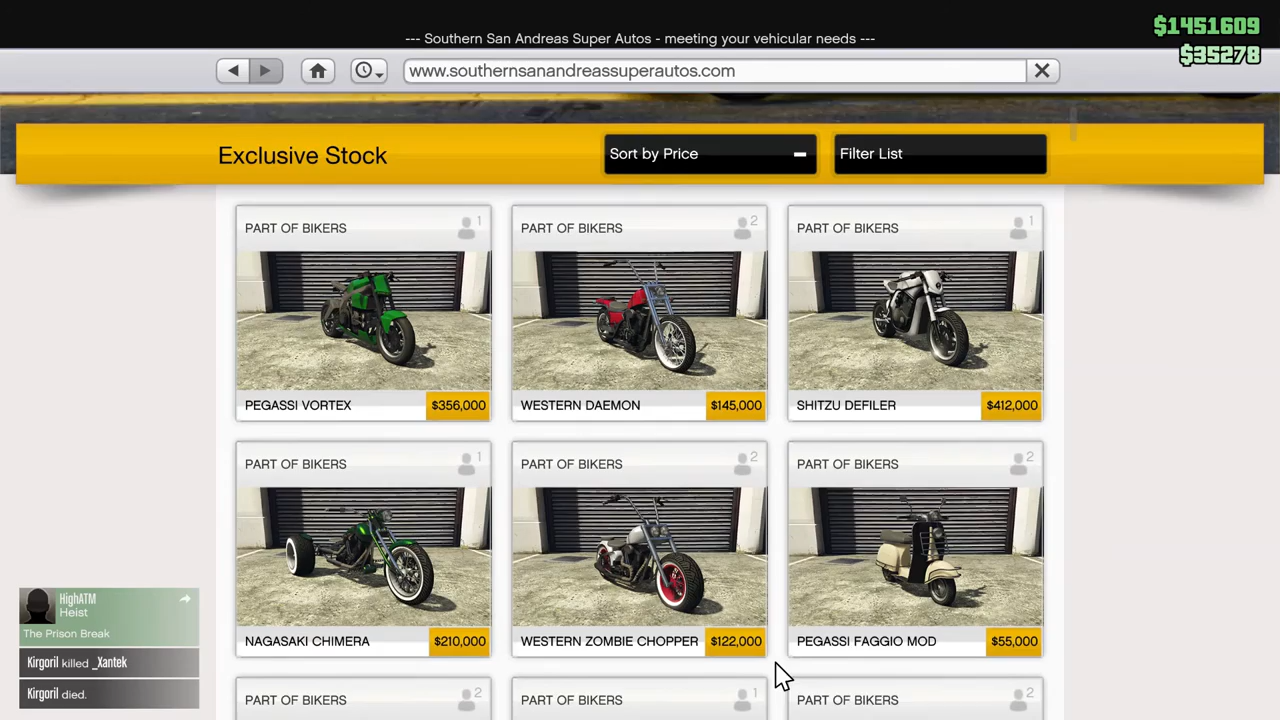 $1451609
--- Southern San Andreas Super Autos - meeting your vehicular needs ---
$35278
www.southernsanandreassuperautos.com
Exclusive Stock
Sort by Price
Filter List
PART OF BIKERS 1
PEGASSI VORTEX $356,000
PART OF BIKERS 2
WESTERN DAEMON $145,000
PART OF BIKERS 1
SHITZU DEFILER $412,000
PART OF BIKERS 1
NAGASAKI CHIMERA $210,000
PART OF BIKERS 2
WESTERN ZOMBIE CHOPPER $122,000
PART OF BIKERS 2
PEGASSI FAGGIO MOD $55,000
PART OF BIKERS 2
PART OF BIKERS 1
PART OF BIKERS 2
HighATM
Heist
The Prison Break
Kirgoril killed _Xantek
Kirgoril died.